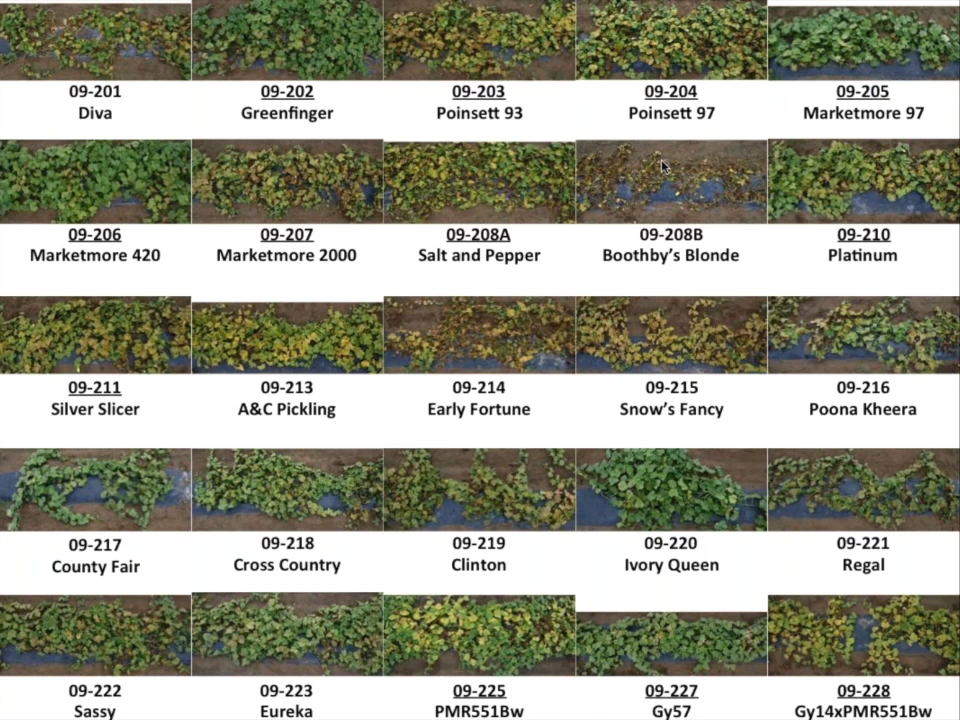 09-201 09-202 09-203 09-204 09-205
Diva Greenfinger Poinsett 93 Poinsett 97 Marketmore 97
09-206 09-207 09-208A 09-208B 09-210
Marketmore 420 Marketmore 2000 Salt and Pepper Boothby’s Blonde Platinum
09-211 09-213 09-214 09-215 09-216
Silver Slicer A&C Pickling Early Fortune Snow’s Fancy Poona Kheera
09-217 09-218 09-219 09-220 09-221
County Fair Cross Country Clinton Ivory Queen Regal
09-222 09-223 09-225 09-227 09-228
Sassy Eureka PMR551Bw Gy57 Gy14xPMR551Bw